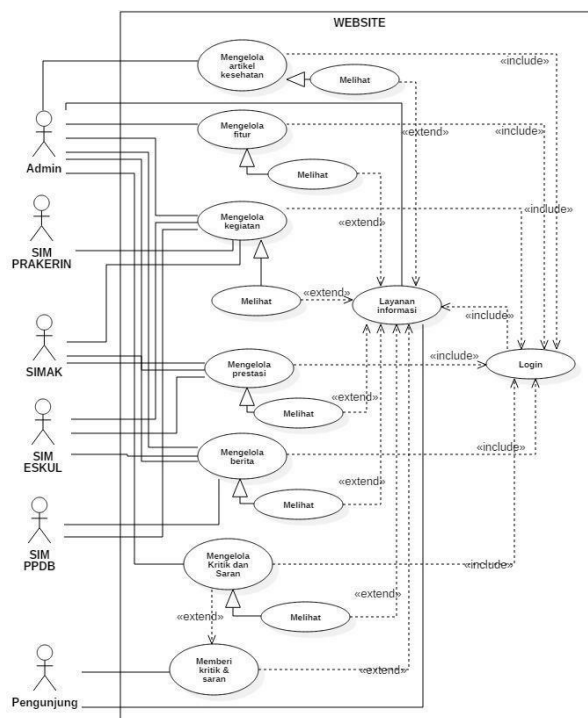 WEBSITE
Mengelola
artikel
kesehatan
«include»
Melihat
Admin
Mengelola
fitur
«extend»
«include»
Melihat
SIM
PRAKERIN
Mengelola
kegiatan
«extend»
«include»
Melihat
«extend»
Layanan
informasi
«include»
SIMAK
Mengelola
prestasi
«include»
Login
Melihat
«extend»
SIM
ESKUL
Mengelola
berita
«include»
Melihat
«extend»
SIM
PPDB
Mengelola
Kritik dan
Saran
«include»
«extend»
Melihat
«extend»
Pengunjung
Memberi
kritik &
saran
«extend»